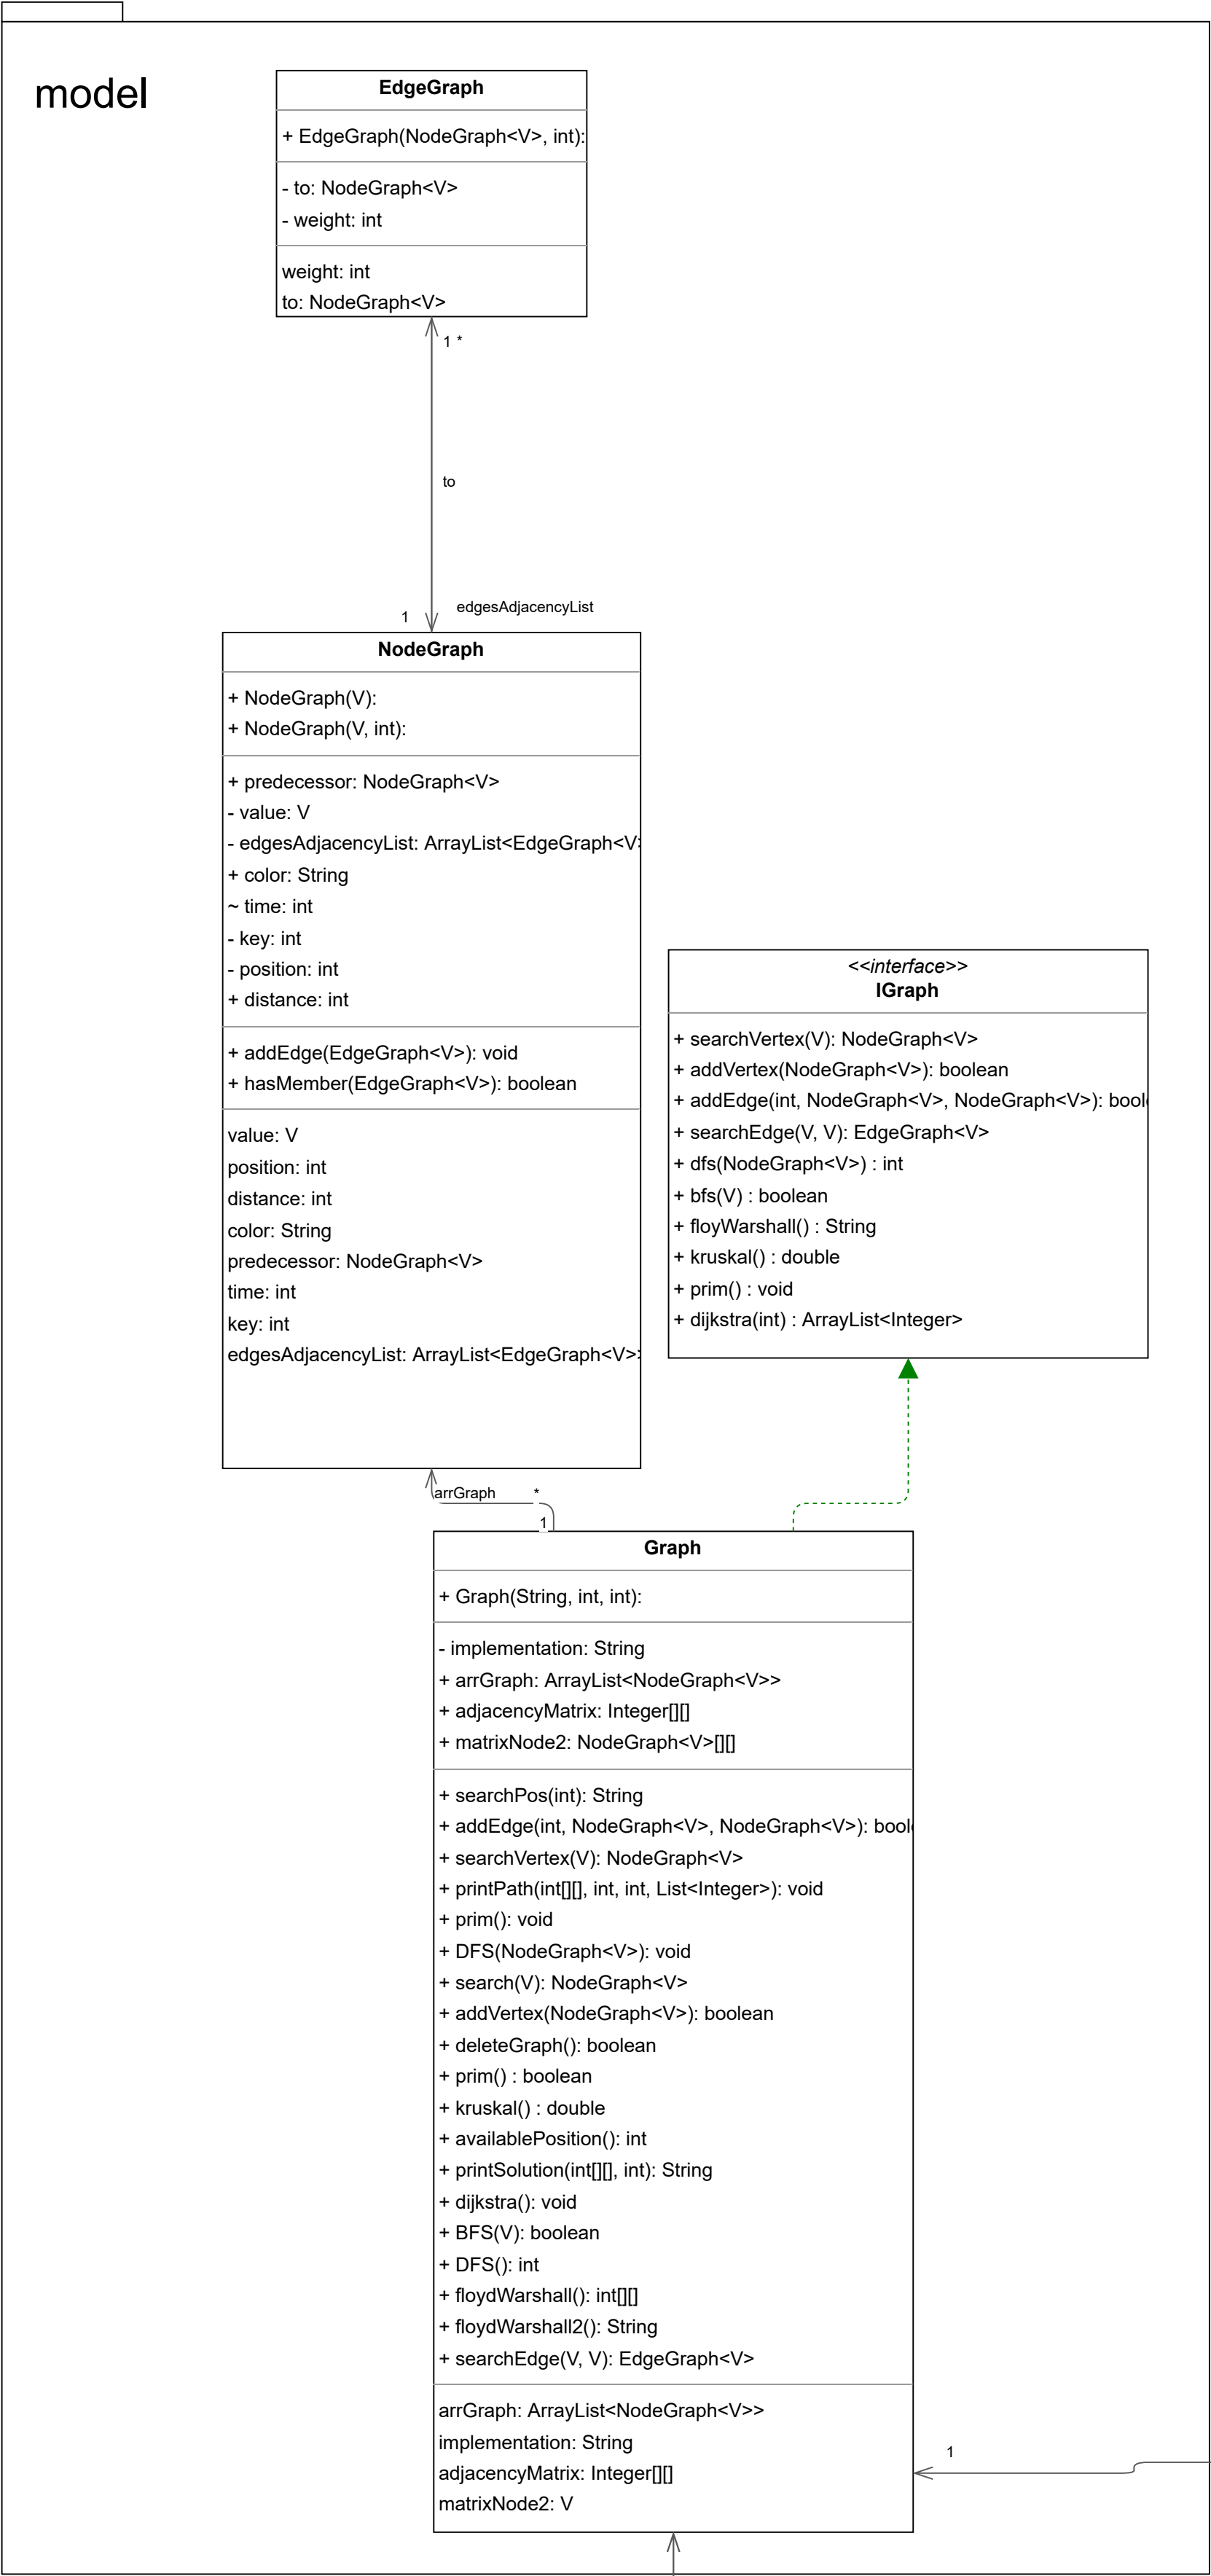 model
EdgeGraph
+ EdgeGraph(NodeGraph<V>, int):
- to: NodeGraph<V>
- weight: int
weight: int
to: NodeGraph<V>
1 *
to
1
edgesAdjacencyList
NodeGraph
+ NodeGraph(V):
+ NodeGraph(V, int):
+ predecessor: NodeGraph<V>
- value: V
- edgesAdjacencyList: ArrayList<EdgeGraph<V>
+ color: String
~ time: int
- key: int
- position: int
+ distance: int
+ addEdge(EdgeGraph<V>): void
+ hasMember(EdgeGraph<V>): boolean
value: V
position: int
distance: int
color: String
predecessor: NodeGraph<V>
time: int
key: int
edgesAdjacencyList: ArrayList<EdgeGraph<V>>
<<interface>>
IGraph
+ searchVertex(V): NodeGraph<V>
+ addVertex(NodeGraph<V>): boolean
+ addEdge(int, NodeGraph<V>, NodeGraph<V>): boole
+ searchEdge(V, V): EdgeGraph<V>
+ dfs(NodeGraph<V>) : int
+ bfs(V) : boolean
+ floyWarshall() : String
+ kruskal() : double
+ prim() : void
+ dijkstra(int) : ArrayList<Integer>
arrGraph
*
1
Graph
+ Graph(String, int, int):
- implementation: String
+ arrGraph: ArrayList<NodeGraph<V>>
+ adjacencyMatrix: Integer[][]
+ matrixNode2: NodeGraph<V>[][]
+ searchPos(int): String
+ addEdge(int, NodeGraph<V>, NodeGraph<V>): boole
+ searchVertex(V): NodeGraph<V>
+ printPath(int[][], int, int, List<Integer>): void
+ prim(): void
+ DFS(NodeGraph<V>): void
+ search(V): NodeGraph<V>
+ addVertex(NodeGraph<V>): boolean
+ deleteGraph(): boolean
+ prim() : boolean
+ kruskal() : double
+ availablePosition(): int
+ printSolution(int[][], int): String
+ dijkstra(): void
+ BFS(V): boolean
+ DFS(): int
+ floydWarshall(): int[][]
+ floydWarshall2(): String
+ searchEdge(V, V): EdgeGraph<V>
arrGraph: ArrayList<NodeGraph<V>>
implementation: String
adjacencyMatrix: Integer[][]
matrixNode2: V
1